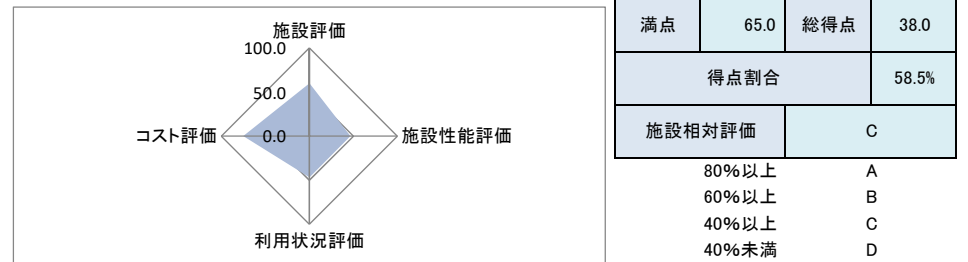 施設評価
100.0
50.0
コスト評価
0.0
施設性能評価
利用状況評価
満点 65.0 総得点 38.0
得点割合 58.5%
施設相対評価 C
80%以上 A
60%以上 B
40%以上 C
40%未満 D